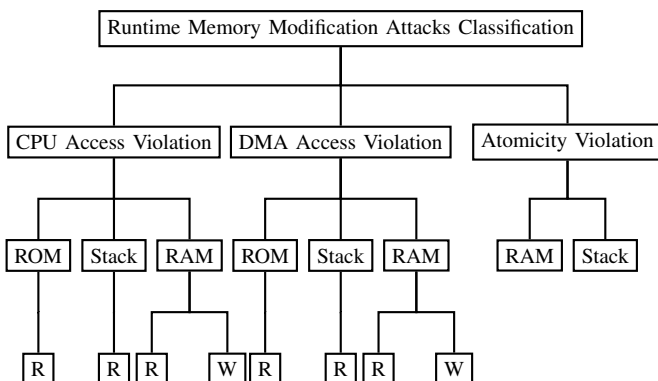 Runtime Memory Modification Attacks Classification
CPU Access Violation DMA Access Violation Atomicity Violation
ROM Stack RAM ROM Stack RAM RAM Stack
R R R W R R R W